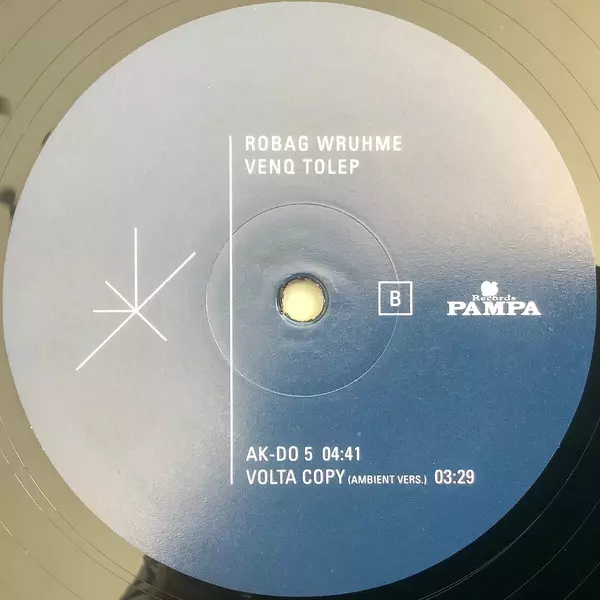 ROBAG WRUHME
VENQ TOLEP
B
Records
PAMPA
AK-DO 5 04:41
VOLTA COPY (AMBIENT VERS.) 03:29